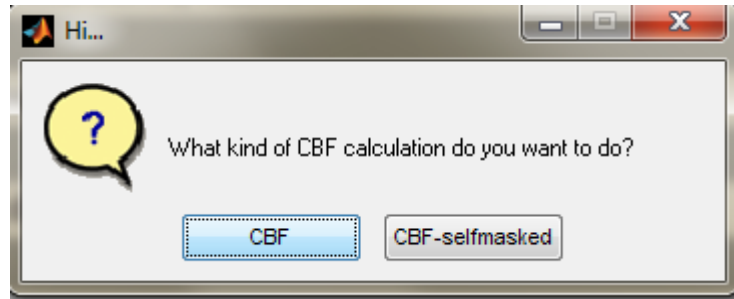 Hi...
?
What kind of CBF calculation do you want to do?
CBF
CBF-selfmasked